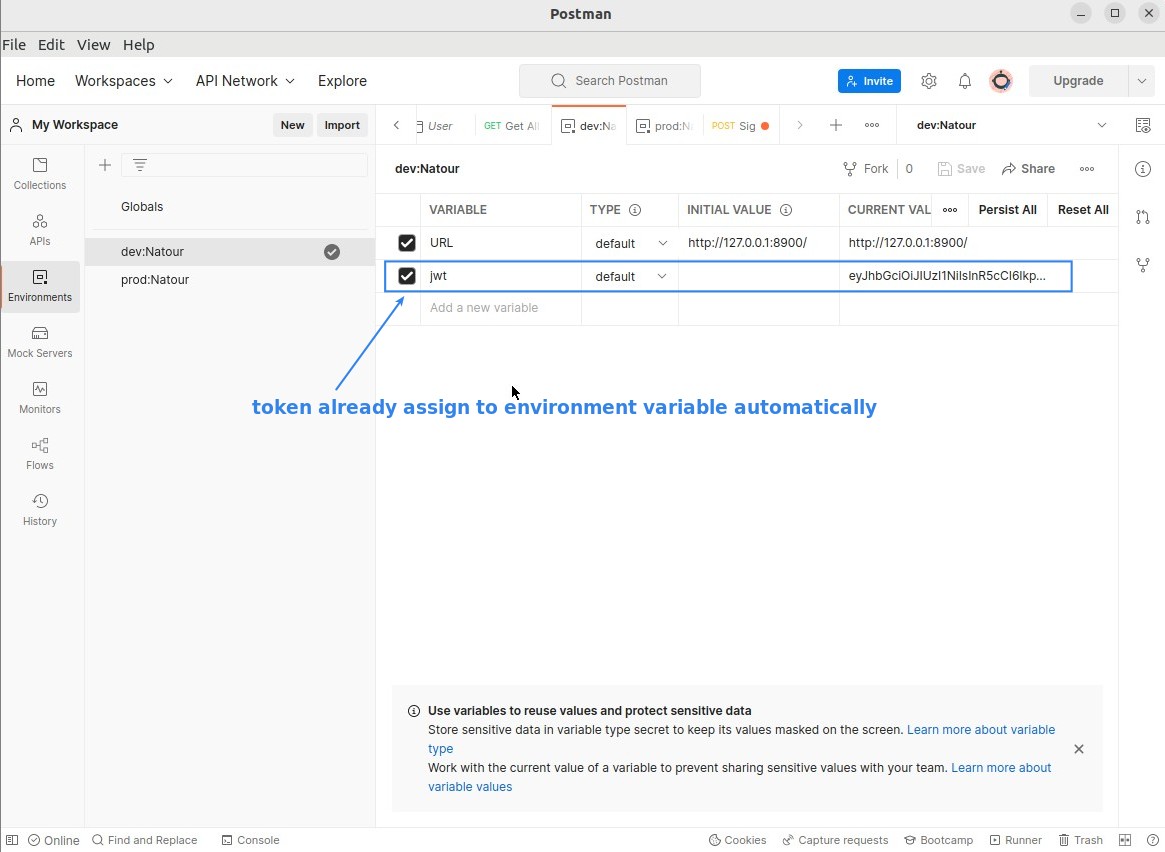 Postman
File Edit View Help
Home Workspaces API Network Explore Search Postman Invite Upgrade
My Workspace New Import User GET Get All dev:Na prod:N POST Sig dev:Natour
Collections
APIs
Environments
Mock Servers
Monitors
Flows
History
Globals
dev:Natour
prod:Natour
dev:Natour Fork 0 Save Share
VARIABLE TYPE INITIAL VALUE CURRENT VAL Persist All Reset All
URL default http://127.0.0.1:8900/ http://127.0.0.1:8900/
jwt default eyJhbGciOiJIUzI1NiIsInR5cCI6Ikp...
Add a new variable
token already assign to environment variable automatically
Use variables to reuse values and protect sensitive data
Store sensitive data in variable type secret to keep its values masked on the screen. Learn more about variable
type
Work with the current value of a variable to prevent sharing sensitive values with your team. Learn more about
variable values
Online Find and Replace Console Cookies Capture requests Bootcamp Runner Trash